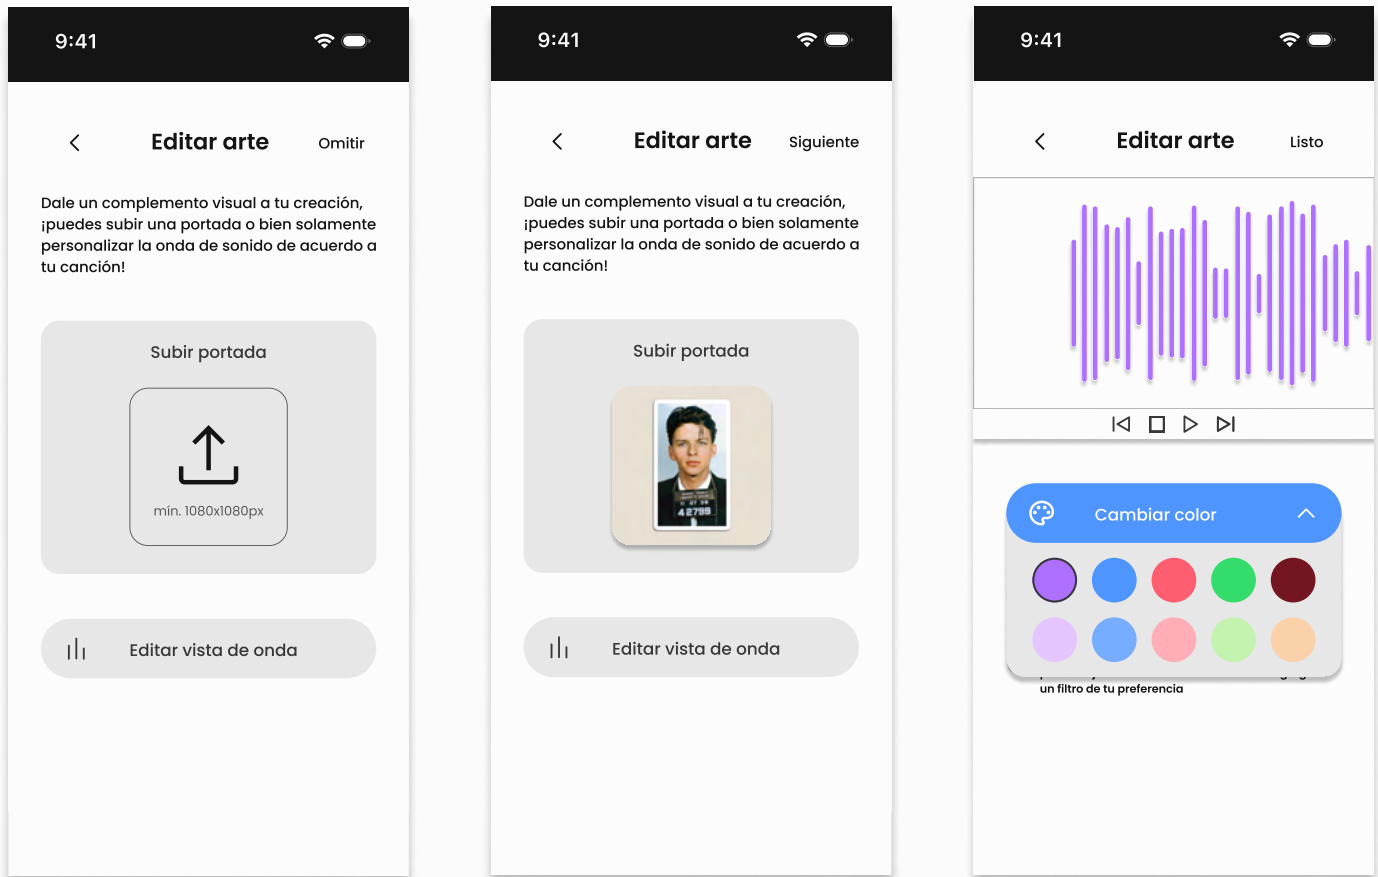 9:41
Editar arte
Omitir
Dale un complemento visual a tu creación,
¡puedes subir una portada o bien solamente
personalizar la onda de sonido de acuerdo a
tu canción!
Subir portada
min. 1080x1080px
Editar vista de onda
9:41
Editar arte
Siguiente
Dale un complemento visual a tu creación,
¡puedes subir una portada o bien solamente
personalizar la onda de sonido de acuerdo a
tu canción!
Subir portada
42799
Editar vista de onda
9:41
Editar arte
Listo
Cambiar color
un filtro de tu preferencia